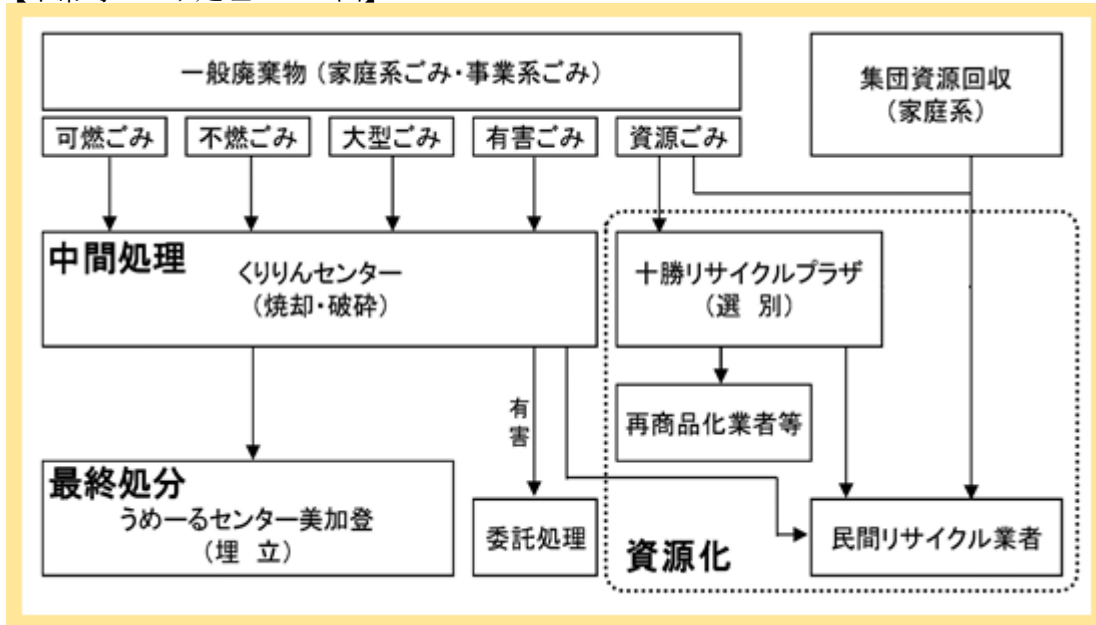 一般廃棄物（家庭系ごみ・事業系ごみ）
集団資源回収
（家庭系）
可燃ごみ
不燃ごみ
大型ごみ
有害ごみ
資源ごみ
中間処理
くりりんセンター
（焼却・破砕）
十勝リサイクルプラザ
（選　別）
再商品化業者等
有害
最終処分
うめーるセンター美加登
（埋　立）
委託処理
資源化
民間リサイクル業者